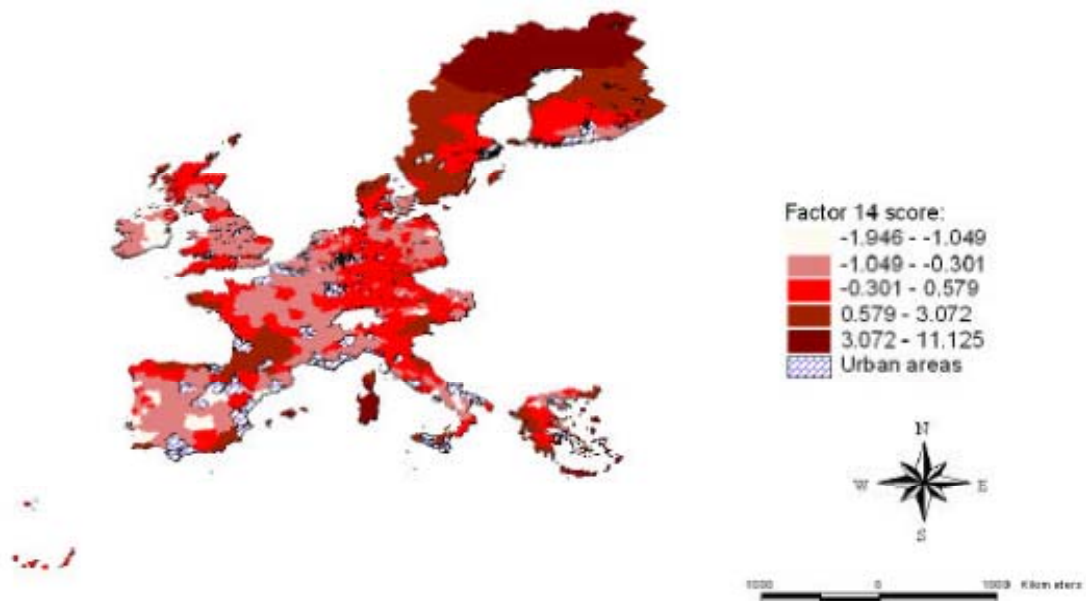 Factor 14 score:
-1.946 - -1.049
-1.049 - -0.301
-0.301 - 0,579
0.579 - 3.072
3.072 - 11.125
Urban areas
N
W E
S
1000 0 1000 Kilometers